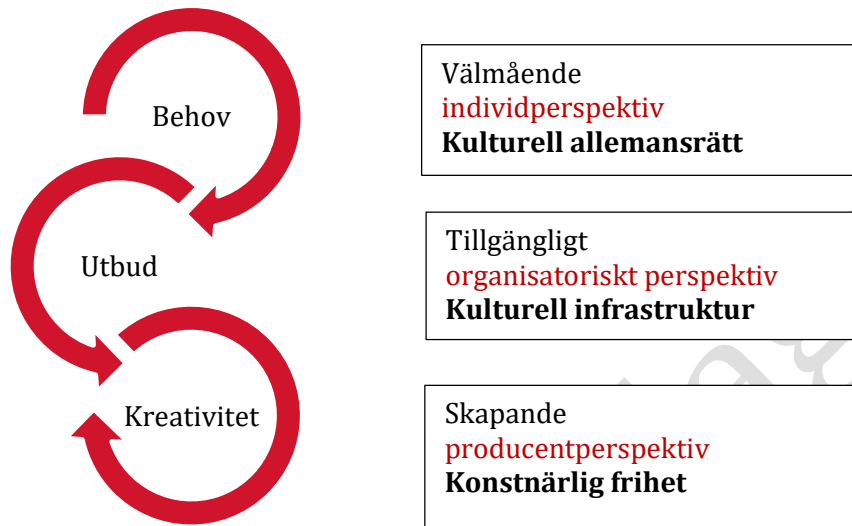 Behov
Välmående
individperspektiv
Kulturell allemansrätt
Utbud
Tillgängligt
organisatoriskt perspektiv
Kulturell infrastruktur
Kreativitet
Skapande
producentperspektiv
Konstnärlig frihet